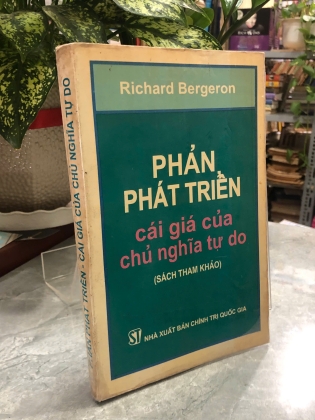 Richard Bergeron
PHẢN
PHÁT TRIỂN
cái giá của
chủ nghĩa tự do
(SÁCH THAM KHẢO)
ST NHÀ XUẤT BẢN CHÍNH TRỊ QUỐC GIA
PHÁT TRIỂN - CÁI GIÁ CỦA CHỦ NGHĨA TỰ DO